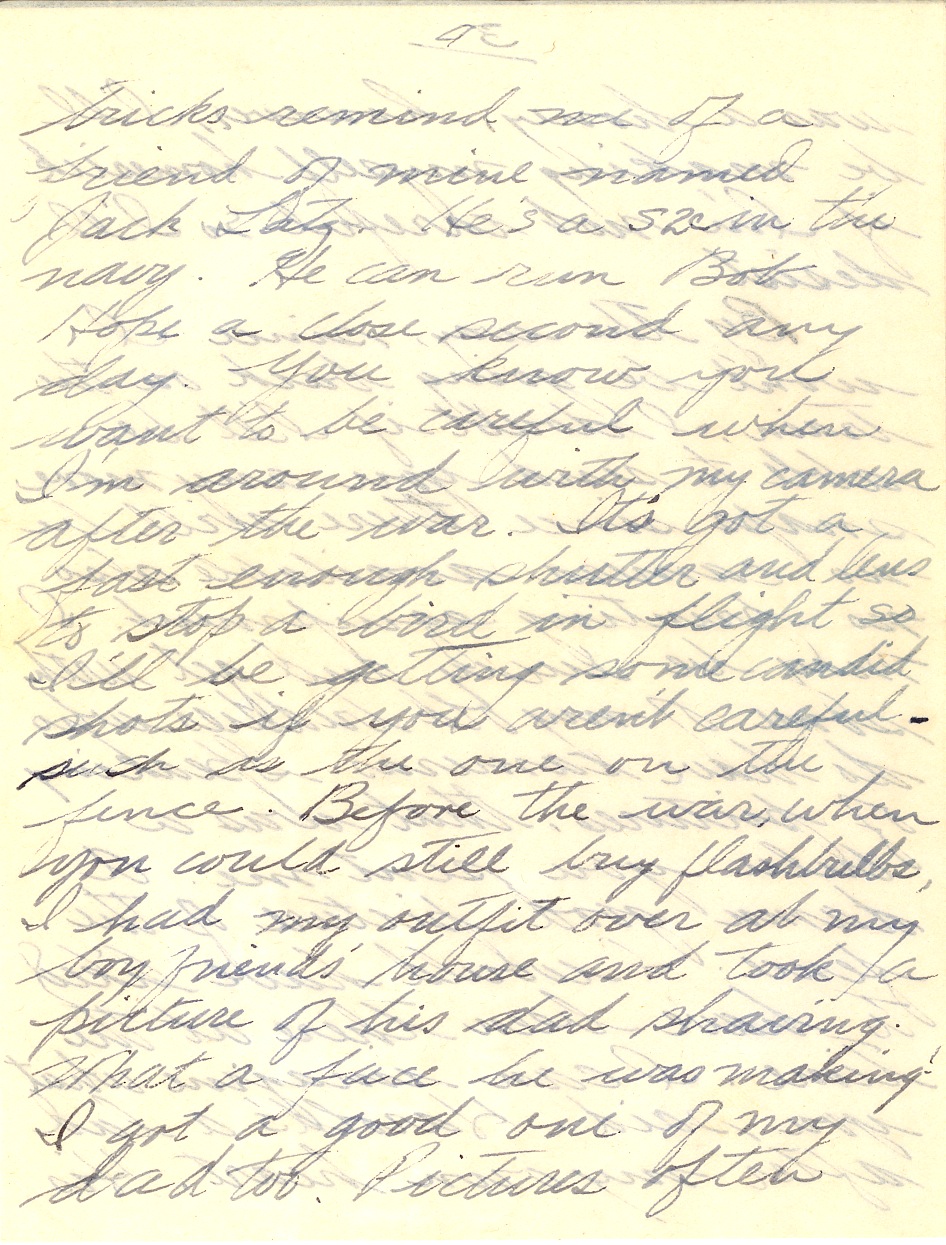 tricks remind me of a
friend of mine named
Jack Latz. He's a S2c in the
navy. He can run Bob
Hope a close second any
day. You know you
want to be careful when
I'm around with my camera
after the war. It's got a
fast enough shutter and lens
to stop a bird in flight so
I'll be getting some candid
shots if you aren't careful -
such as the one on the
fence. Before the war, when
you could still buy flashbulbs,
I had my outfit over at my
boy friend's house and took a
picture of his dad shaving.
What a face he was making!
I got a good one of my
dad too. Pictures often